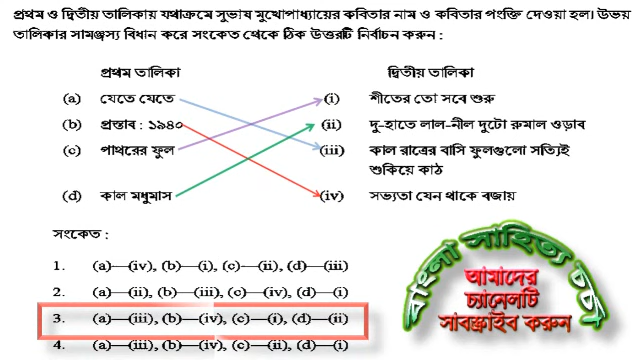 প্রথম ও দ্বিতীয় তালিকায় যথাক্রমে সুভাষ মুখোপাধ্যায়ের কবিতার নাম ও কবিতার পংক্তি দেওয়া হল। উভয়
তালিকার সামঞ্জস্য বিধান করে সংকেত থেকে ঠিক উত্তরটি নির্বাচন করুন :
প্রথম তালিকা দ্বিতীয় তালিকা
(a) যেতে যেতে (i) শীতের তো সবে শুরু
(b) প্রস্তাব : ১৯৪০ (ii) দু-হাতে লাল-নীল দুটো রুমাল ওড়াব
(c) পাথরের ফুল (iii) কাল রাত্রের বাসি ফুলগুলো সত্যিই
শুকিয়ে কাঠ
(d) কাল মধুমাস (iv) সভ্যতা যেন থাকে বজায়
সংকেত :
1. (a)—(iv), (b)—(i), (c)—(ii), (d)—(iii)
2. (a)—(ii), (b)—(iii), (c)—(iv), (d)—(i)
3. (a)—(iii), (b)—(iv), (c)—(i), (d)—(ii)
4. (a)—(iii), (b)—(iv), (c)—(ii), (d)—(i)
বাংলা সাহিত্য চর্চা
আমাদের
চ্যানেলটি
সাবস্ক্রাইব করুন